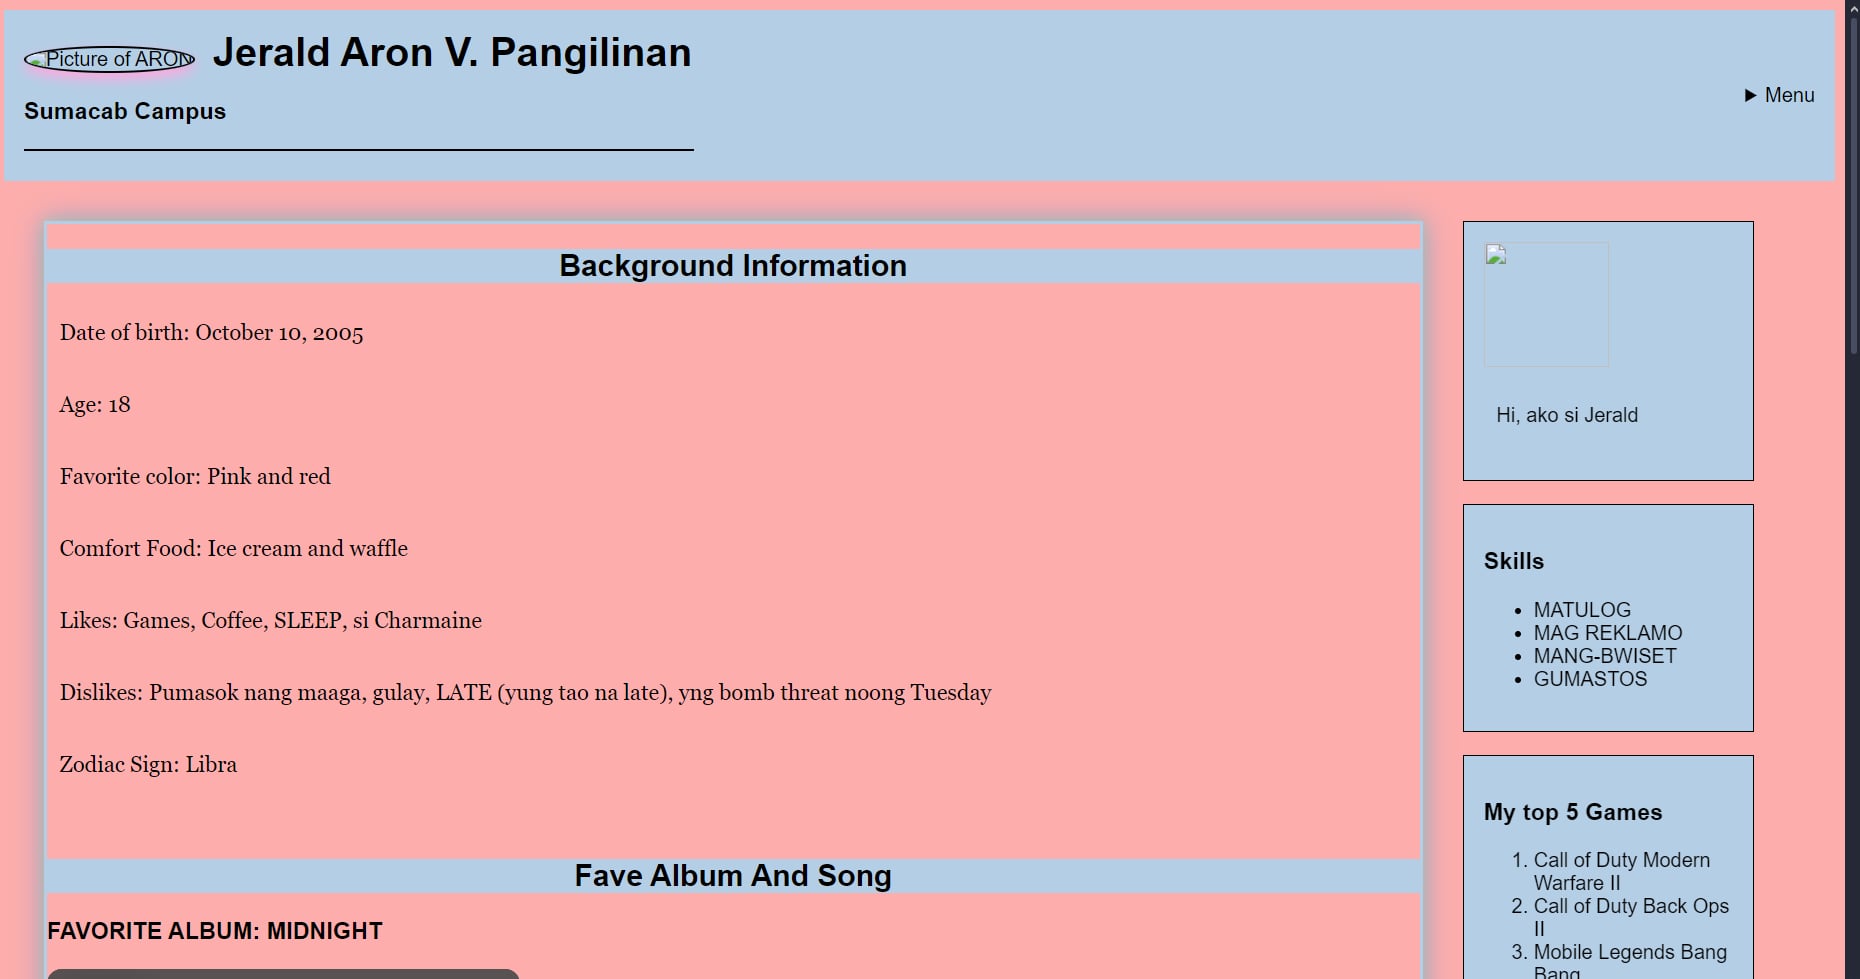 Picture of ARON
Jerald Aron V. Pangilinan
Sumacab Campus
Menu
Background Information
Date of birth: October 10, 2005
Age: 18
Favorite color: Pink and red
Comfort Food: Ice cream and waffle
Likes: Games, Coffee, SLEEP, si Charmaine
Dislikes: Pumasok nang maaga, gulay, LATE (yung tao na late), yng bomb threat noong Tuesday
Zodiac Sign: Libra
Fave Album And Song
FAVORITE ALBUM: MIDNIGHT
Hi, ako si Jerald
Skills
• MATULOG
• MAG REKLAMO
• MANG-BWISET
• GUMASTOS
My top 5 Games
1. Call of Duty Modern
Warfare II
2. Call of Duty Back Ops
II
3. Mobile Legends Bang
Bang